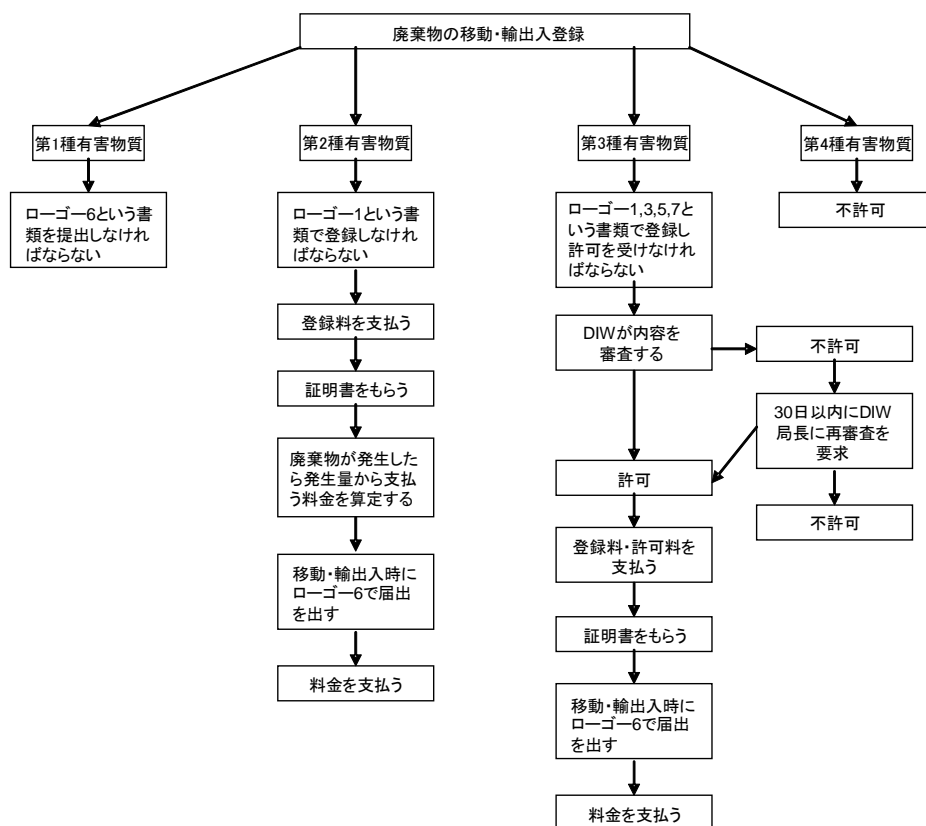 廃棄物の移動・輸出入登録
第1種有害物質
ローゴー6という書
類を提出しなけれ
ばならない
第2種有害物質
ローゴー1という書
類で登録しなけれ
ばならない
登録料を支払う
証明書をもらう
廃棄物が発生した
ら発生量から支払
う料金を算定する
移動・輸出入時に
ローゴー6で届出
を出す
料金を支払う
第3種有害物質
ローゴー1,3,5,7と
いう書類で登録し
許可を受けなけれ
ばならない
DIWが内容を
審査する
許可
登録料・許可料を
支払う
証明書をもらう
移動・輸出入時に
ローゴー6で届出
を出す
料金を支払う
不許可
30日以内にDIW
局長に再審査を
要求
不許可
第4種有害物質
不許可